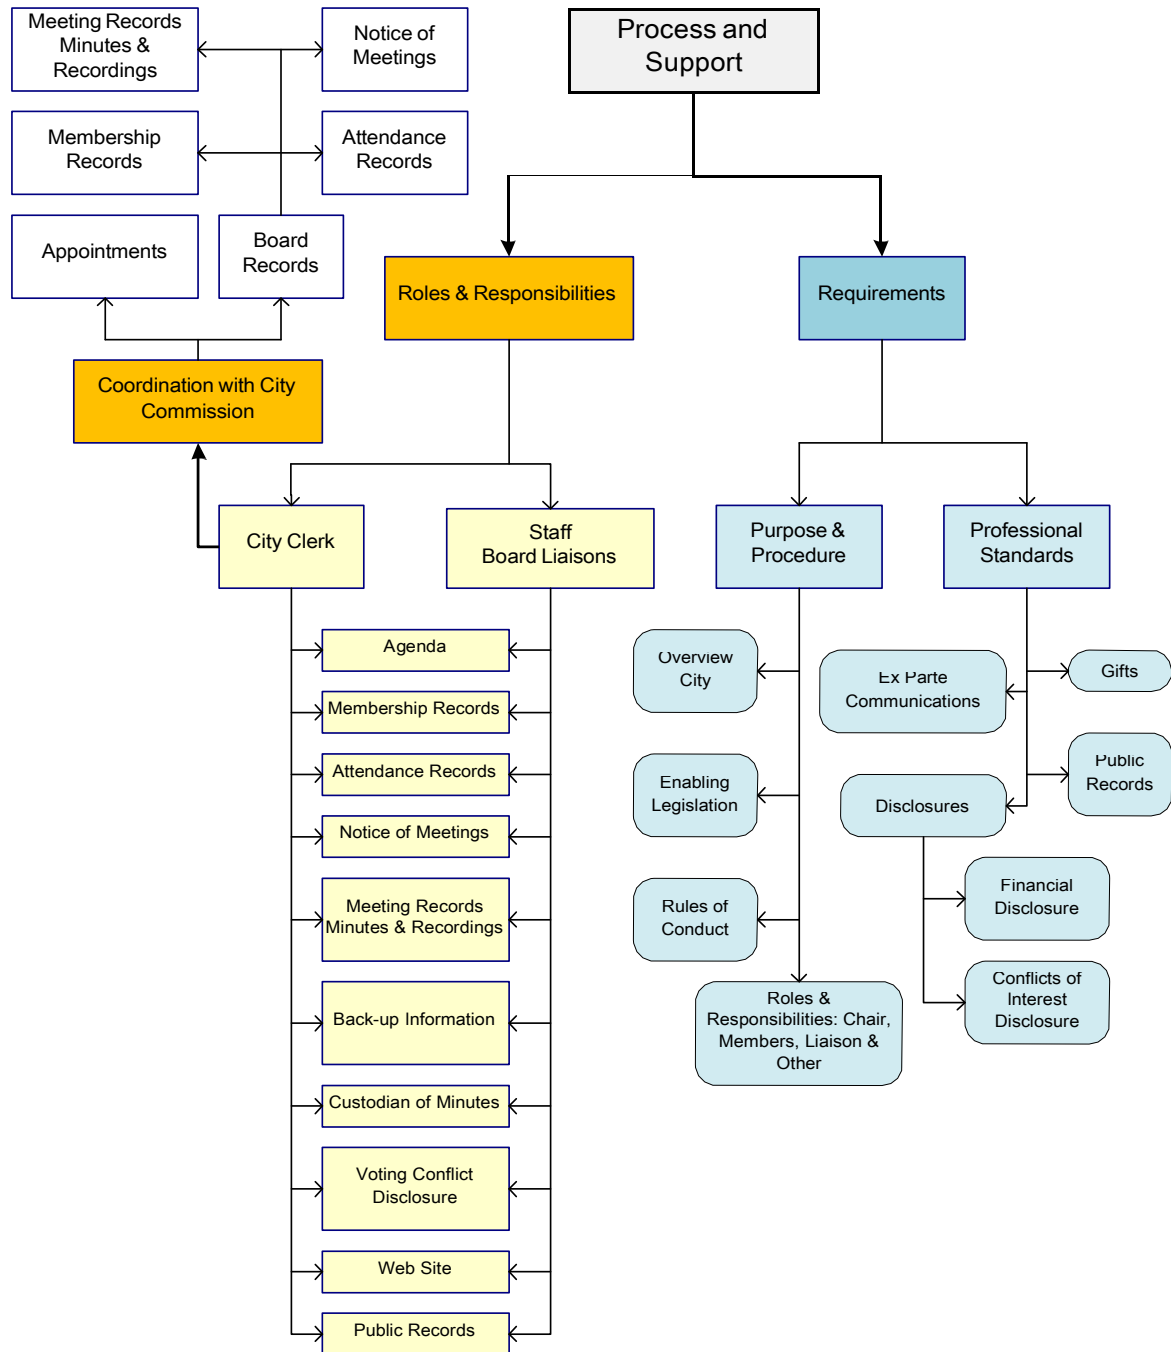 Process and
Support
Meeting Records
Minutes &
Recordings
Notice of
Meetings
Membership
Records
Attendance
Records
Appointments
Board
Records
Coordination with City
Commission
Roles & Responsibilities
Requirements
City Clerk
Staff
Board Liaisons
Purpose &
Procedure
Professional
Standards
Agenda
Membership Records
Attendance Records
Notice of Meetings
Meeting Records
Minutes & Recordings
Back-up Information
Custodian of Minutes
Voting Conflict
Disclosure
Web Site
Public Records
Overview
City
Enabling
Legislation
Rules of
Conduct
Roles &
Responsibilities: Chair,
Members, Liaison &
Other
Ex Parte
Communications
Gifts
Public
Records
Disclosures
Financial
Disclosure
Conflicts of
Interest
Disclosure